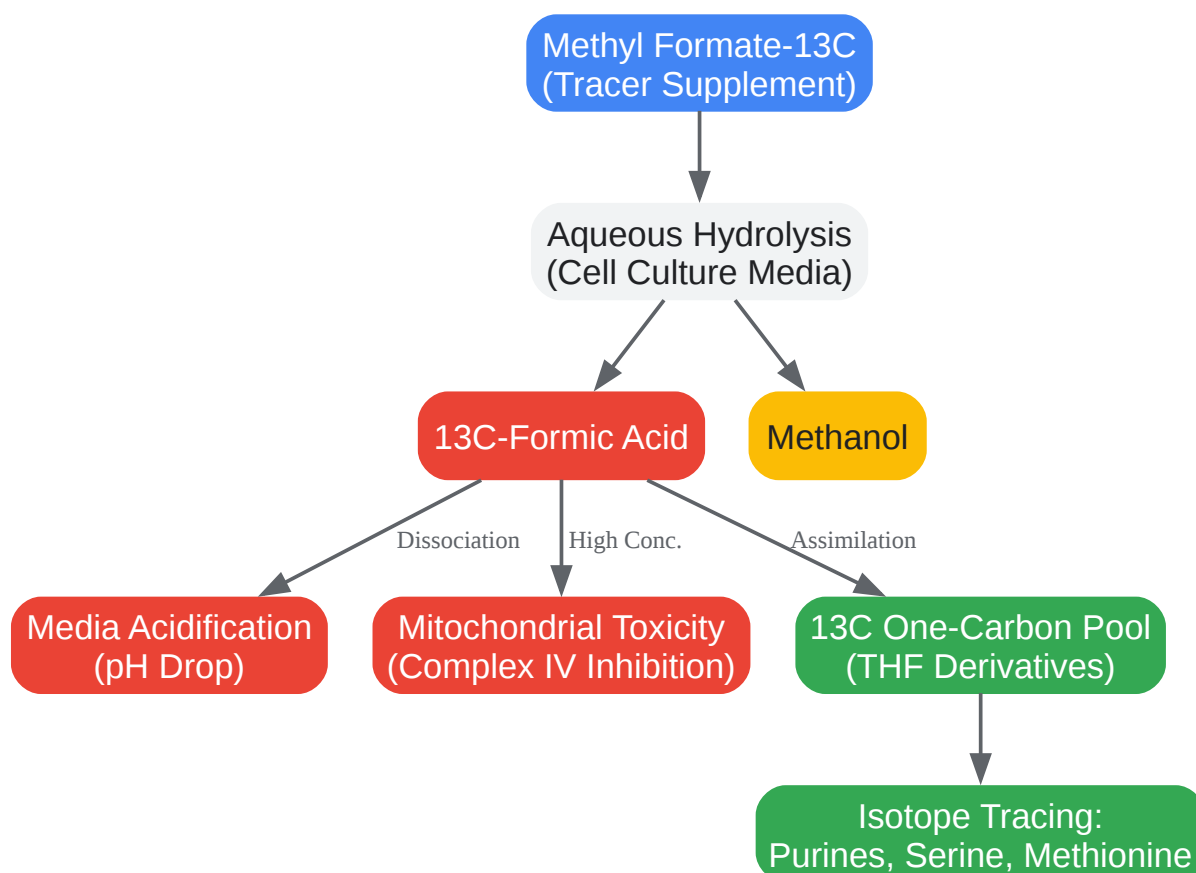 Methyl Formate-13C
(Tracer Supplement)
Aqueous Hydrolysis
(Cell Culture Media)
13C-Formic Acid
Methanol
Dissociation
High Conc.
Assimilation
Media Acidification
(pH Drop)
Mitochondrial Toxicity
(Complex IV Inhibition)
13C One-Carbon Pool
(THF Derivatives)
Isotope Tracing:
Purines, Serine, Methionine